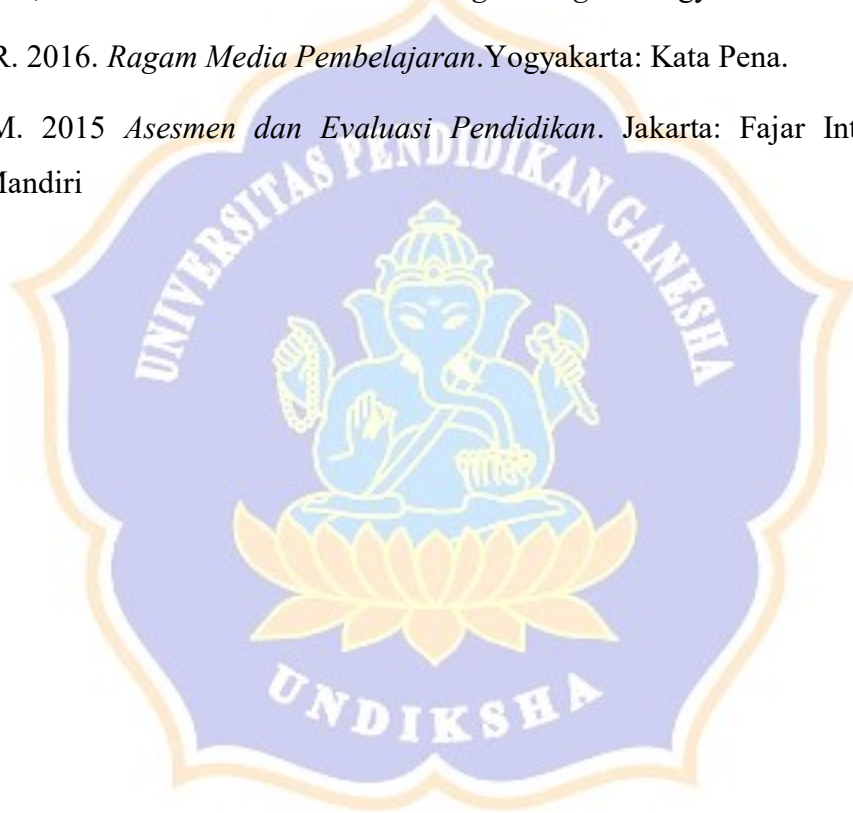 R. 2016. Ragam Media Pembelajaran.Yogyakarta: Kata Pena.
M. 2015 Asesmen dan Evaluasi Pendidikan. Jakarta: Fajar Int
Mandiri
UNIVERSITAS PENDIDIKAN GANESHA
UNDIKSHA